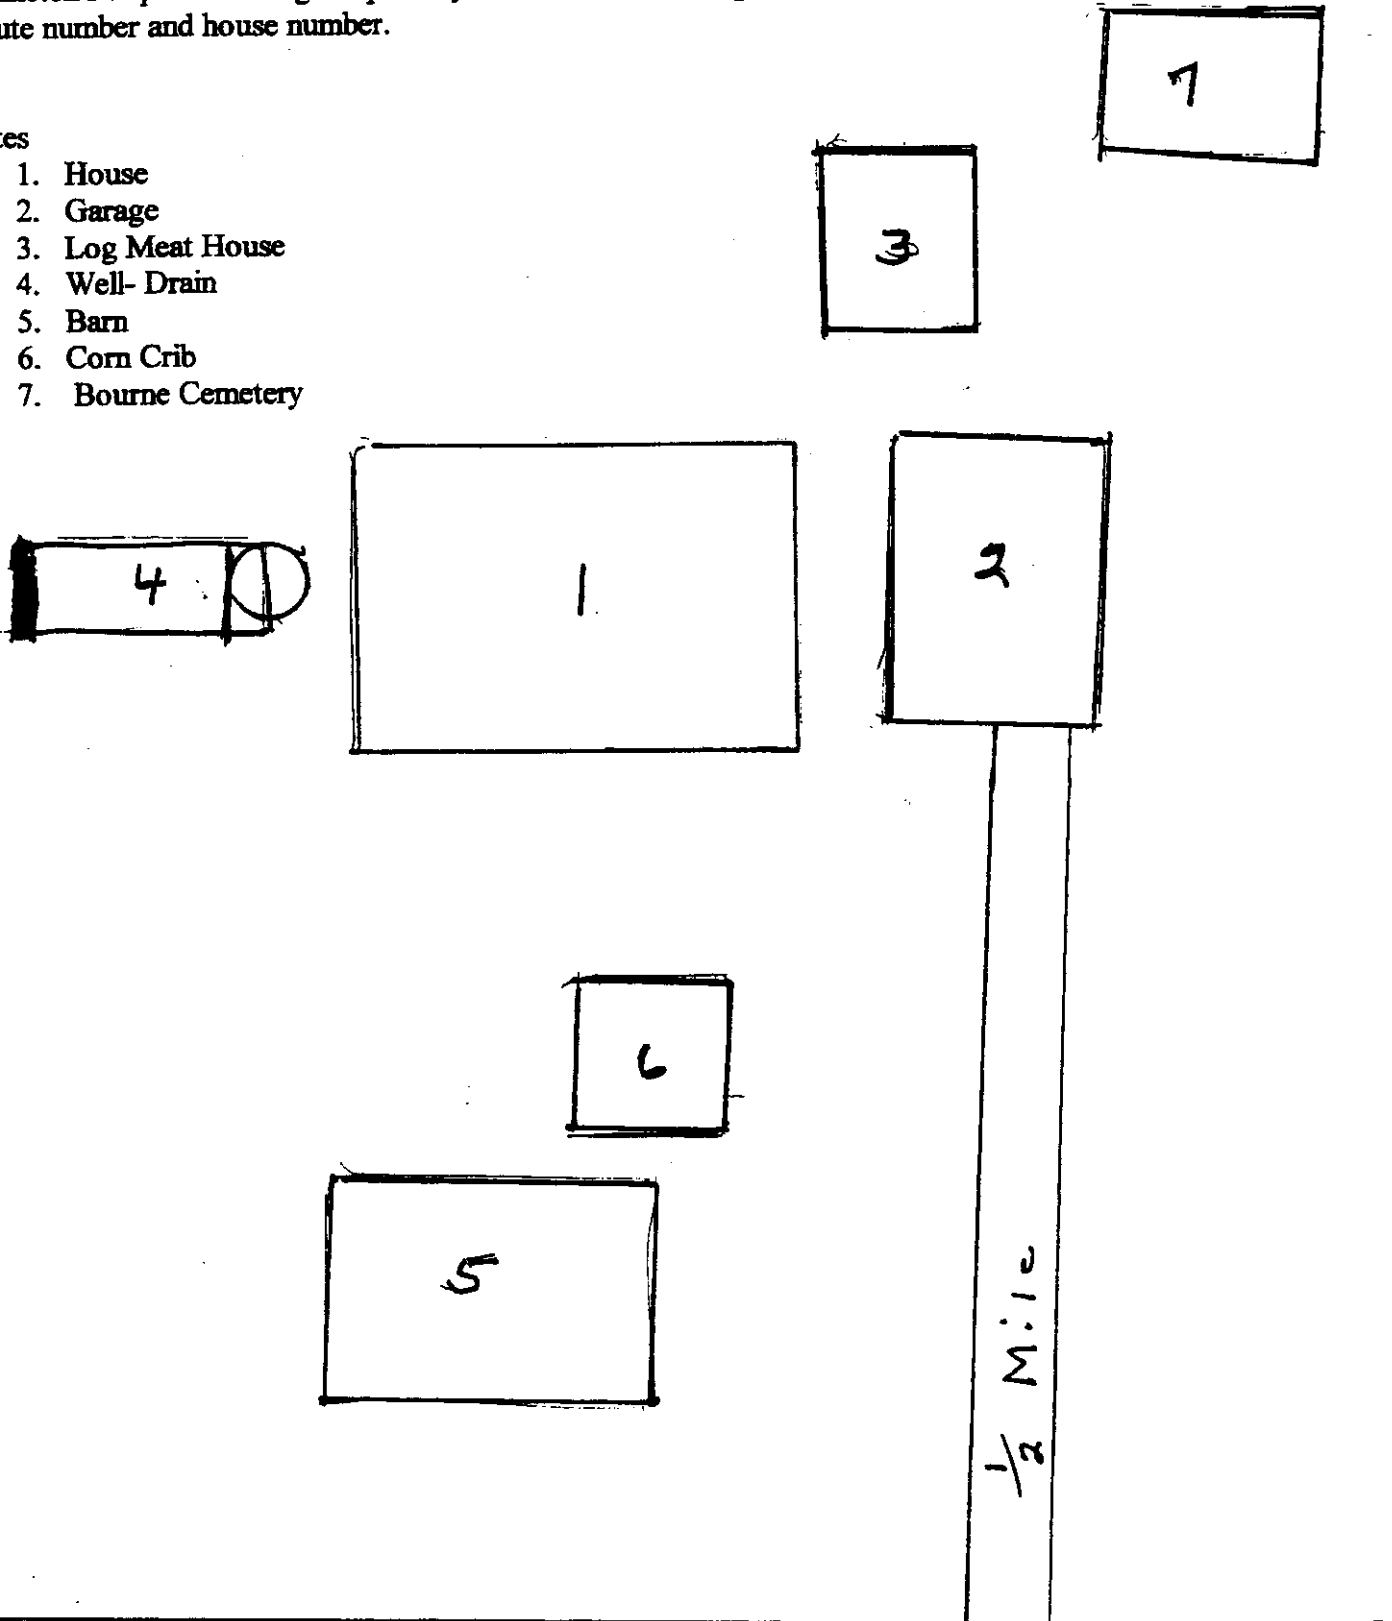 ute number and house number.
tes
1. House
2. Garage
3. Log Meat House
4. Well- Drain
5. Barn
6. Corn Crib
7. Bourne Cemetery
7
3
1
2
4
6
5
1/2 Mile